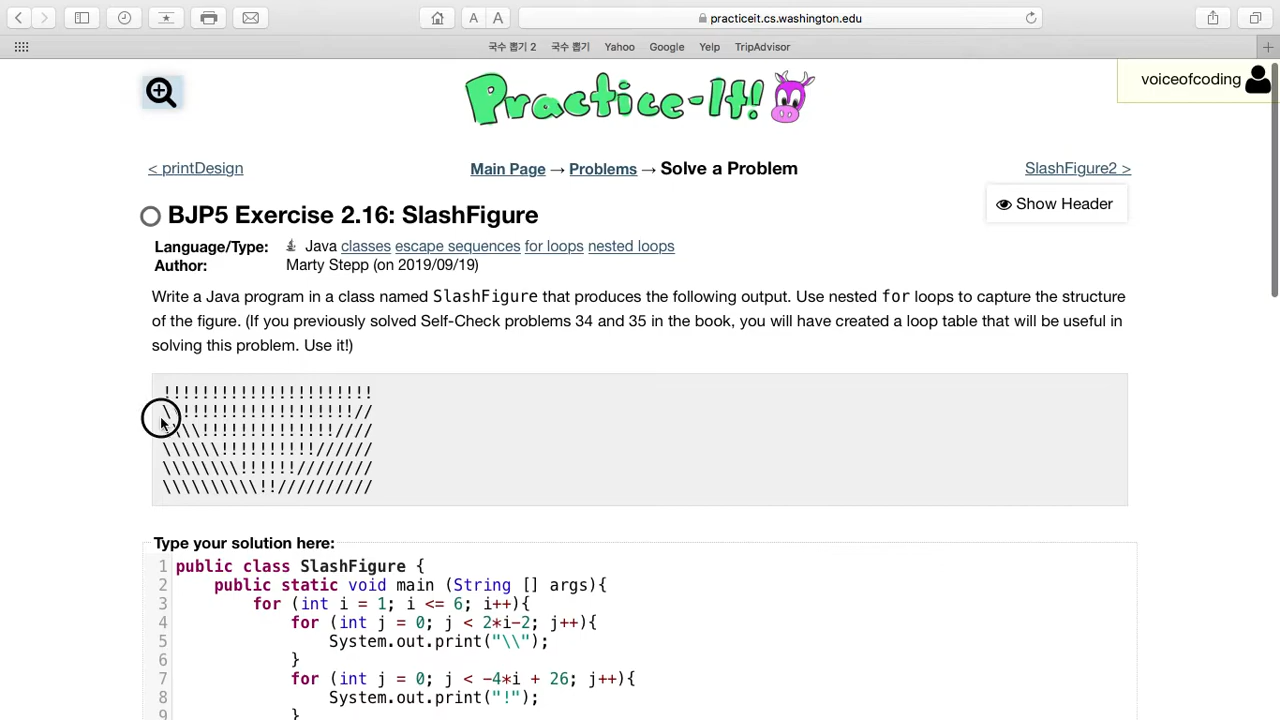 A A
practiceit.cs.washington.edu
국수 뽑기 2 국수 뽑기 Yahoo Google Yelp TripAdvisor
Practice-It!
voiceofcoding
< printDesign
Main Page → Problems → Solve a Problem
SlashFigure2 >
BJP5 Exercise 2.16: SlashFigure
Show Header
Language/Type: Java classes escape sequences for loops nested loops
Author: Marty Stepp (on 2019/09/19)
Write a Java program in a class named SlashFigure that produces the following output. Use nested for loops to capture the structure
of the figure. (If you previously solved Self-Check problems 34 and 35 in the book, you will have created a loop table that will be useful in
solving this problem. Use it!)
!!!!!!!!!!!!!!!!!!!!!!
\\!!!!!!!!!!!!!!!!!!//
\\\\!!!!!!!!!!!!!!////
\\\\\\!!!!!!!!!!//////
\\\\\\\\!!!!!!////////
\\\\\\\\\\!!//////////
Type your solution here:
1 public class SlashFigure {
2 public static void main (String [] args){
3 for (int i = 1; i <= 6; i++){
4 for (int j = 0; j < 2*i-2; j++){
5 System.out.print("\\");
6 }
7 for (int j = 0; j < -4*i + 26; j++){
8 System.out.print("!");
9 }